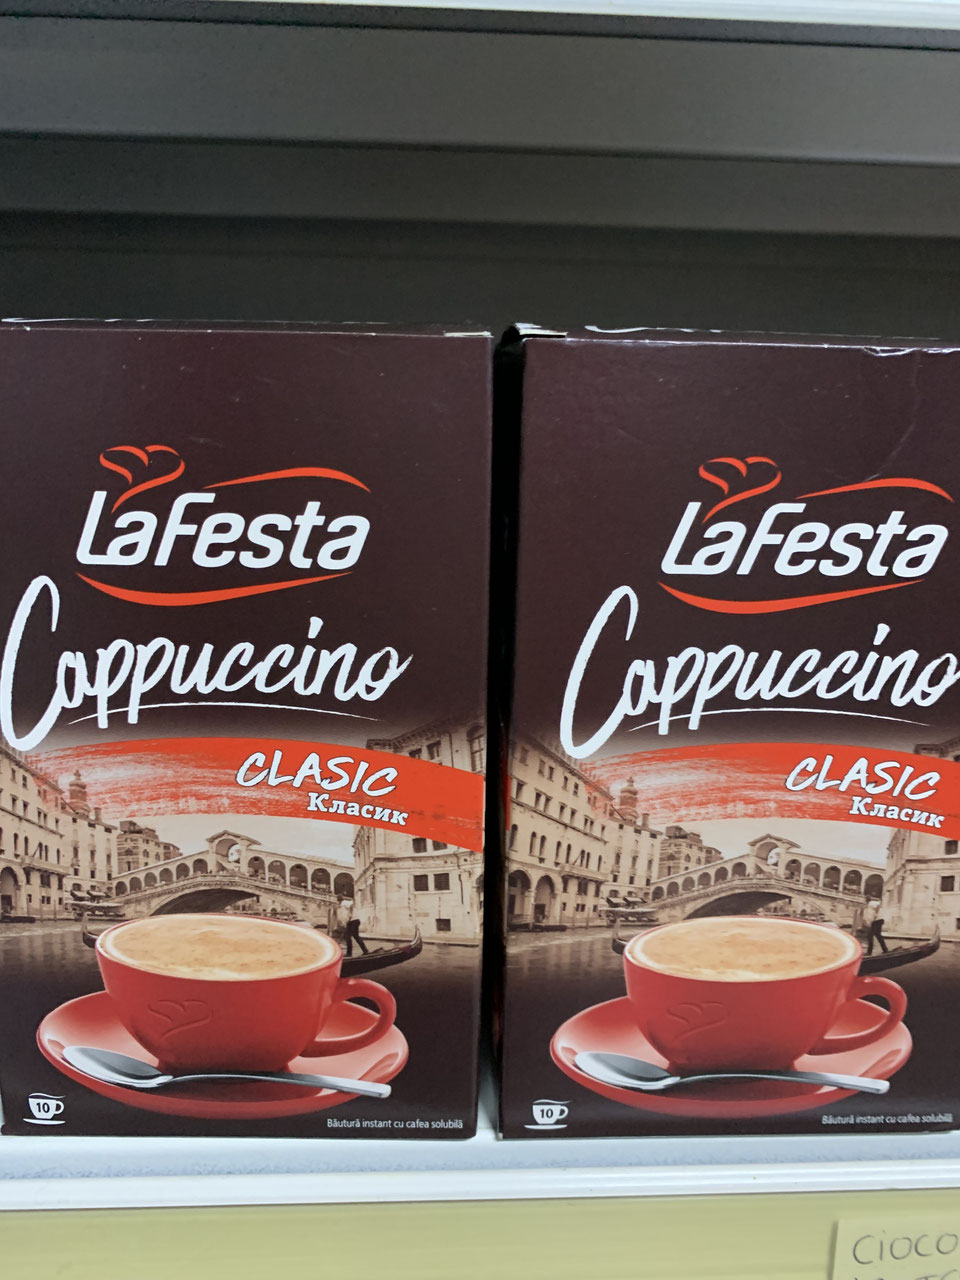 LaFesta
Cappuccino
CLASIC
Класик
10
Băutură instant cu cafea solubilă
LaFesta
Cappuccino
CLASIC
Класик
10
Băutură instant cu cafea solubilă
CIOCO